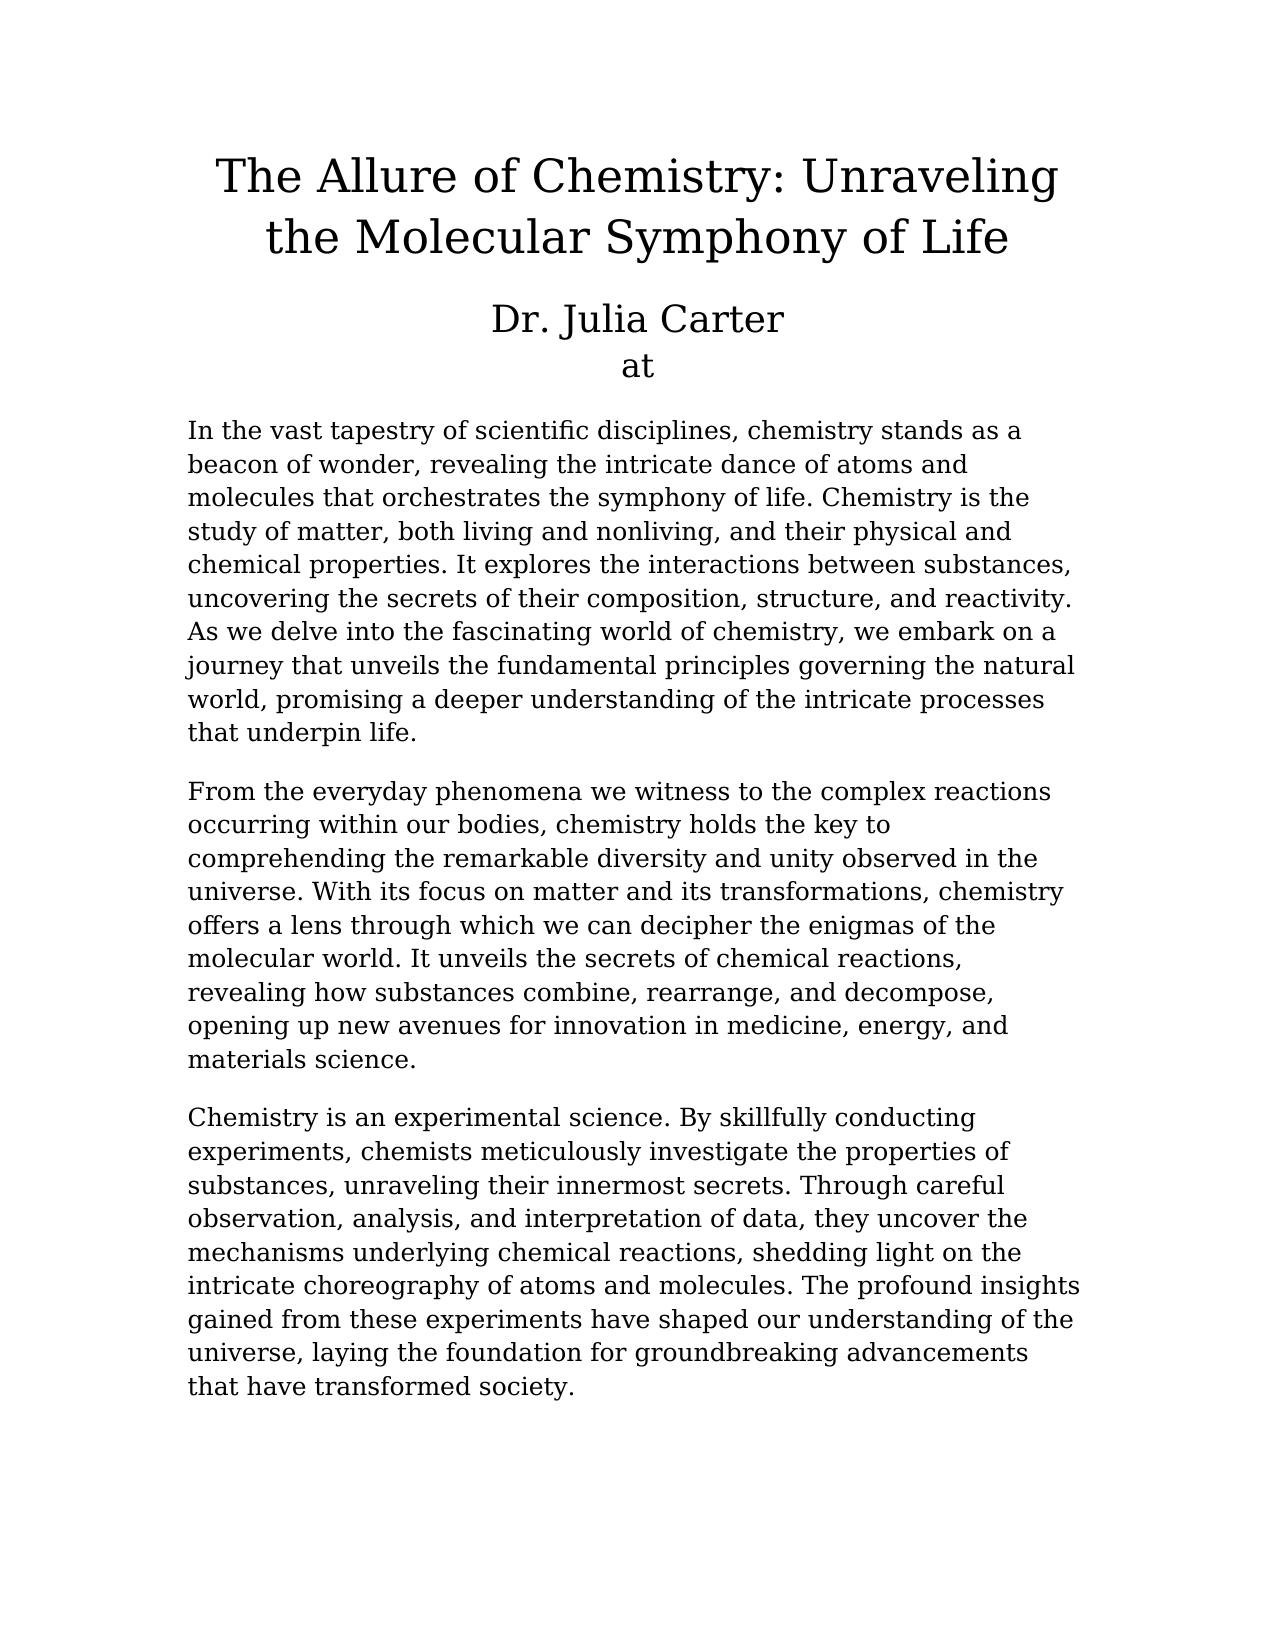 The Allure of Chemistry: Unraveling
the Molecular Symphony of Life
Dr. Julia Carter
at
In the vast tapestry of scientific disciplines, chemistry stands as a
beacon of wonder, revealing the intricate dance of atoms and
molecules that orchestrates the symphony of life. Chemistry is the
study of matter, both living and nonliving, and their physical and
chemical properties. It explores the interactions between substances,
uncovering the secrets of their composition, structure, and reactivity.
As we delve into the fascinating world of chemistry, we embark on a
journey that unveils the fundamental principles governing the natural
world, promising a deeper understanding of the intricate processes
that underpin life.
From the everyday phenomena we witness to the complex reactions
occurring within our bodies, chemistry holds the key to
comprehending the remarkable diversity and unity observed in the
universe. With its focus on matter and its transformations, chemistry
offers a lens through which we can decipher the enigmas of the
molecular world. It unveils the secrets of chemical reactions,
revealing how substances combine, rearrange, and decompose,
opening up new avenues for innovation in medicine, energy, and
materials science.
Chemistry is an experimental science. By skillfully conducting
experiments, chemists meticulously investigate the properties of
substances, unraveling their innermost secrets. Through careful
observation, analysis, and interpretation of data, they uncover the
mechanisms underlying chemical reactions, shedding light on the
intricate choreography of atoms and molecules. The profound insights
gained from these experiments have shaped our understanding of the
universe, laying the foundation for groundbreaking advancements
that have transformed society.